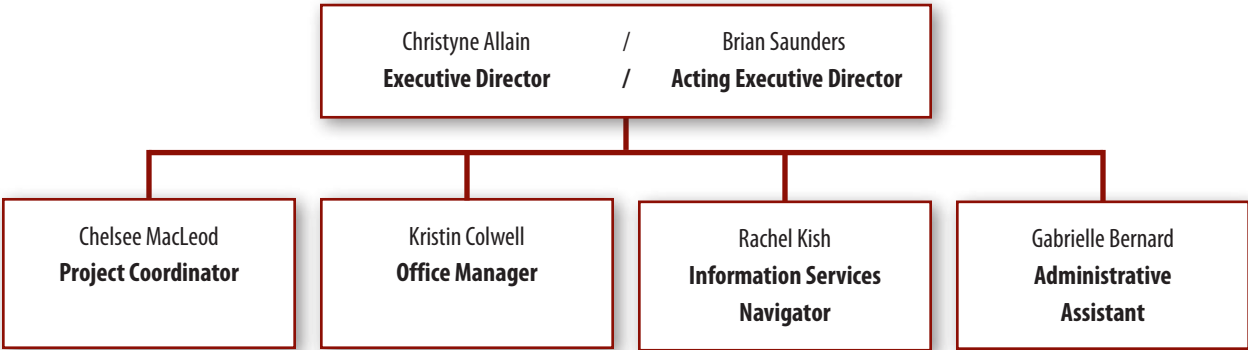 Christyne Allain / Brian Saunders
Executive Director / Acting Executive Director
Chelsee MacLeod
Project Coordinator
Kristin Colwell
Office Manager
Rachel Kish
Information Services
Navigator
Gabrielle Bernard
Administrative
Assistant